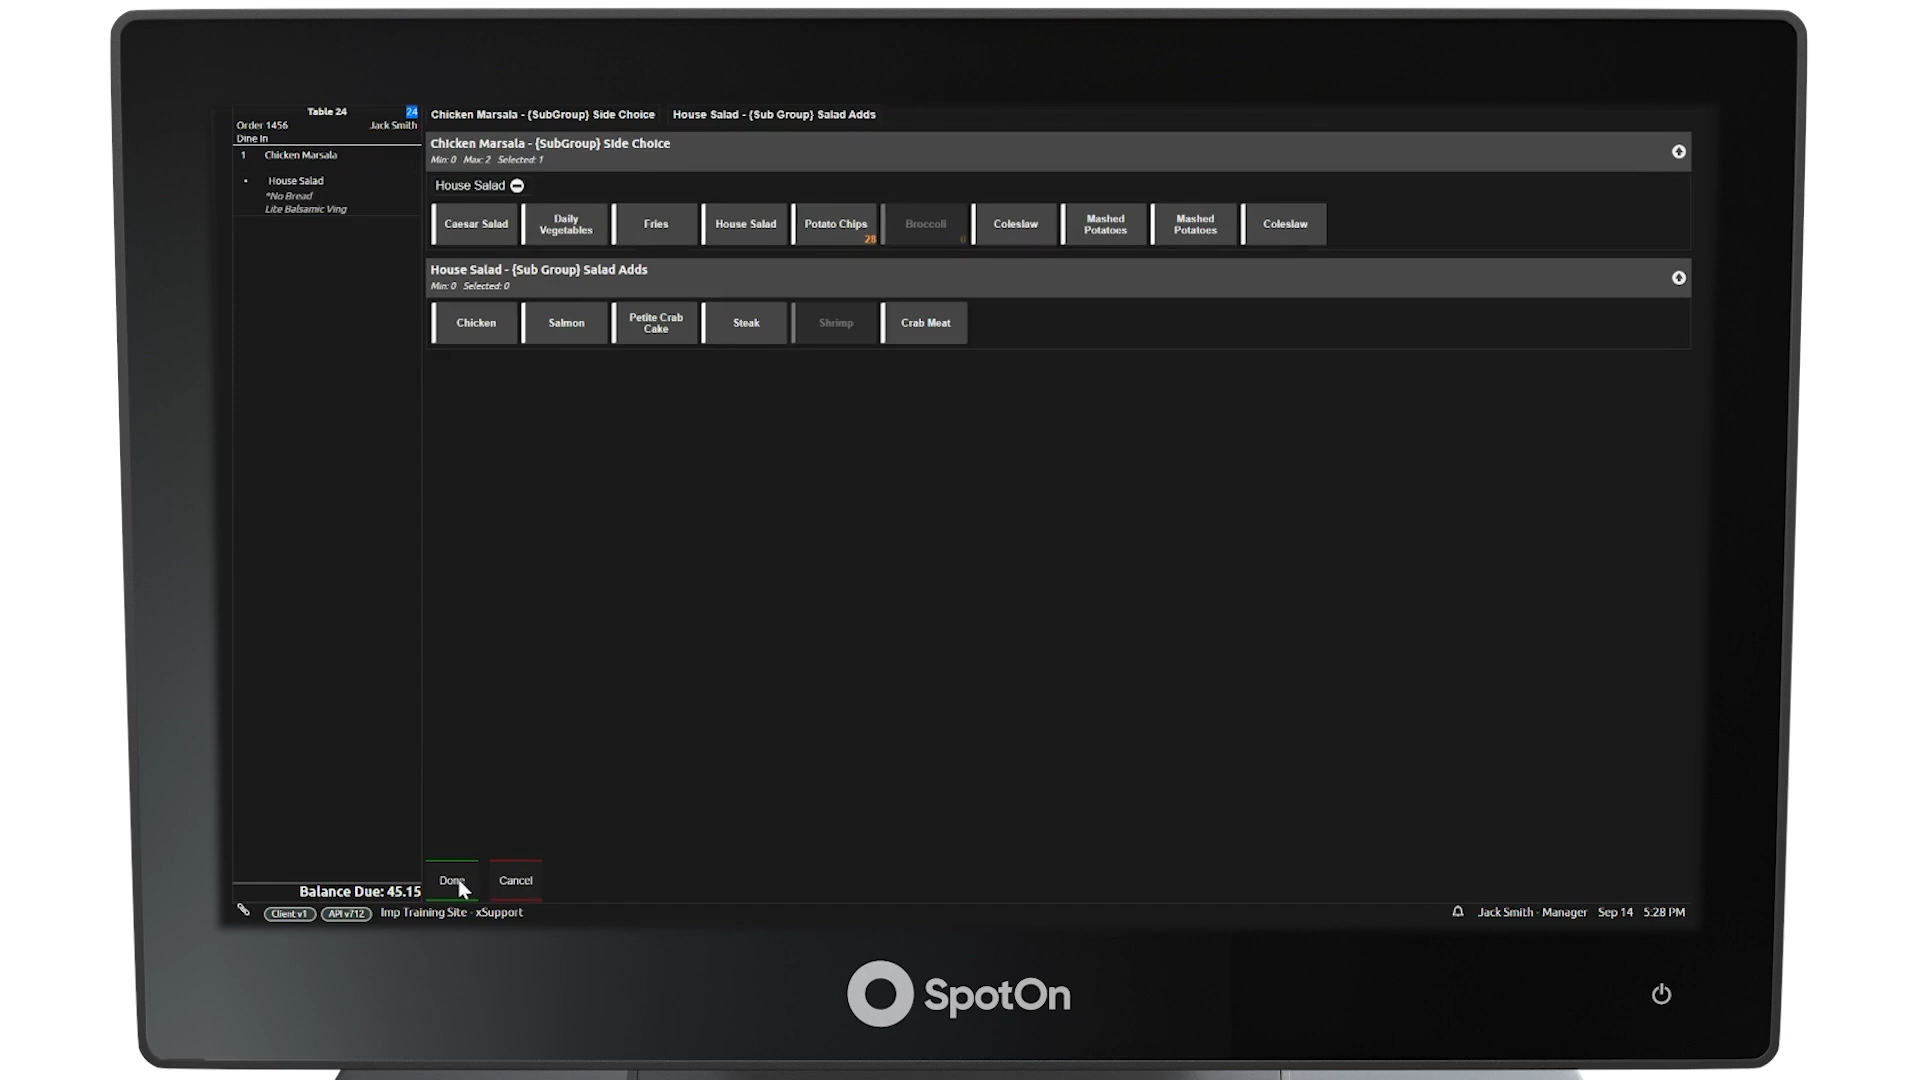 Table 24
24
Order 1456
Jack Smith
Dine In
1 Chicken Marsala
• House Salad
*No Bread
Lite Balsamic Ving
Balance Due: 45.15
Chicken Marsala - {SubGroup} Side Choice
House Salad - {Sub Group} Salad Adds
Chicken Marsala - {SubGroup} Side Choice
Min: 0 Max: 2 Selected: 1
House Salad
Caesar Salad
Daily
Vegetables
Fries
House Salad
Potato Chips
28
Broccoli
0
Coleslaw
Mashed
Potatoes
Mashed
Potatoes
Coleslaw
House Salad - {Sub Group} Salad Adds
Min: 0 Selected: 0
Chicken
Salmon
Petite Crab
Cake
Steak
Shrimp
Crab Meat
Done
Cancel
Client v1
API v712
Imp Training Site - xSupport
Jack Smith - Manager
Sep 14
5:28 PM
SpotOn